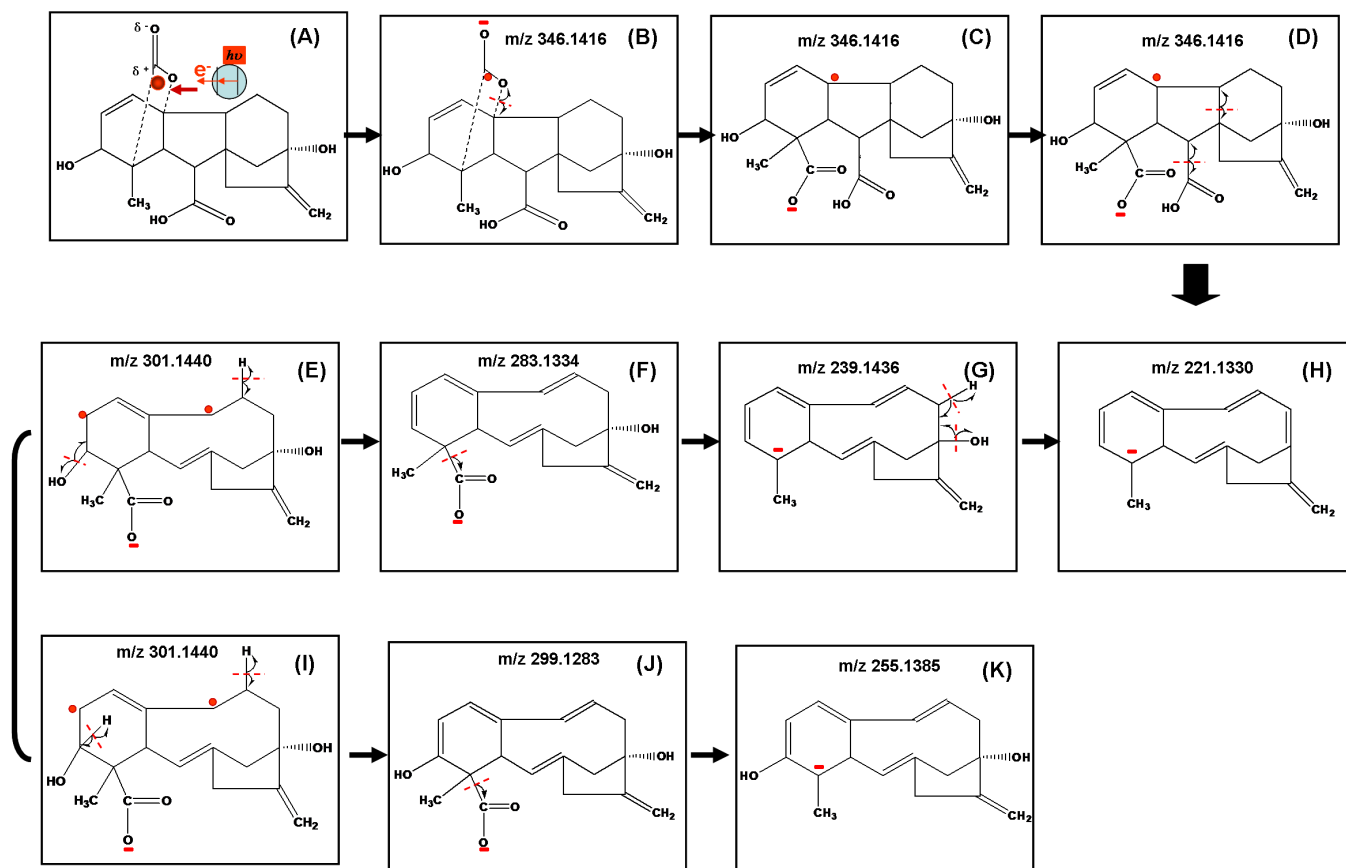 (A)
δ⁻ O
hυ
δ⁺ C O e⁻
HO OH
CH₃
HO O CH₂
(B)
m/z 346.1416
O
C O
HO OH
CH₃
HO O CH₂
(C)
m/z 346.1416
HO OH
H₃C
C O CH₂
O HO O
(D)
m/z 346.1416
HO OH
H₃C
C O CH₂
O HO O
(E)
m/z 301.1440
H
HO OH
H₃C C O
CH₂
O
(F)
m/z 283.1334
OH
H₃C
C O CH₂
O
(G)
m/z 239.1436
H
OH
CH₃ CH₂
(H)
m/z 221.1330
CH₃ CH₂
(I)
m/z 301.1440
H
H
HO OH
H₃C C O
CH₂
O
(J)
m/z 299.1283
HO OH
H₃C C O CH₂
O
(K)
m/z 255.1385
HO OH
CH₃ CH₂